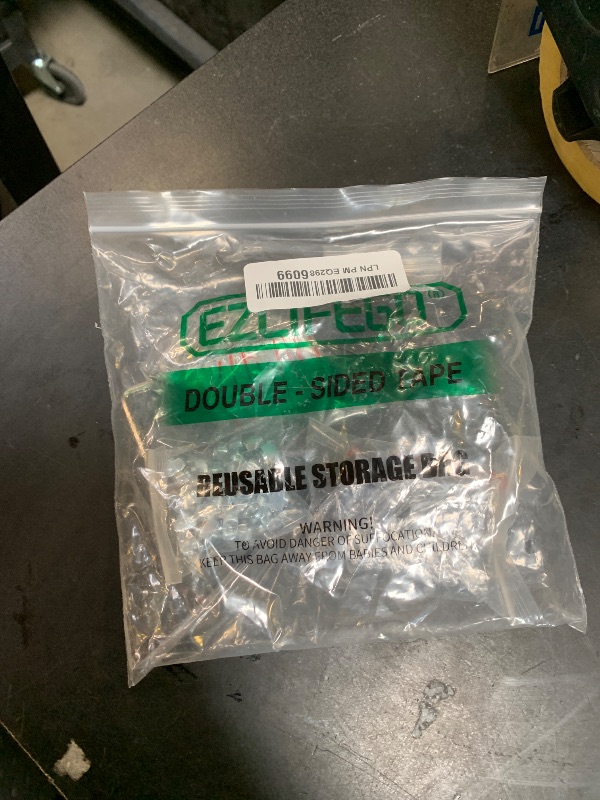 LPN PM EQ2986099
EZLIFEGO®
DOUBLE - SIDED TAPE
REUSABLE STORAGE BAG
WARNING!
TO AVOID DANGER OF SUFFOCATION,
KEEP THIS BAG AWAY FROM BABIES AND CHILDREN